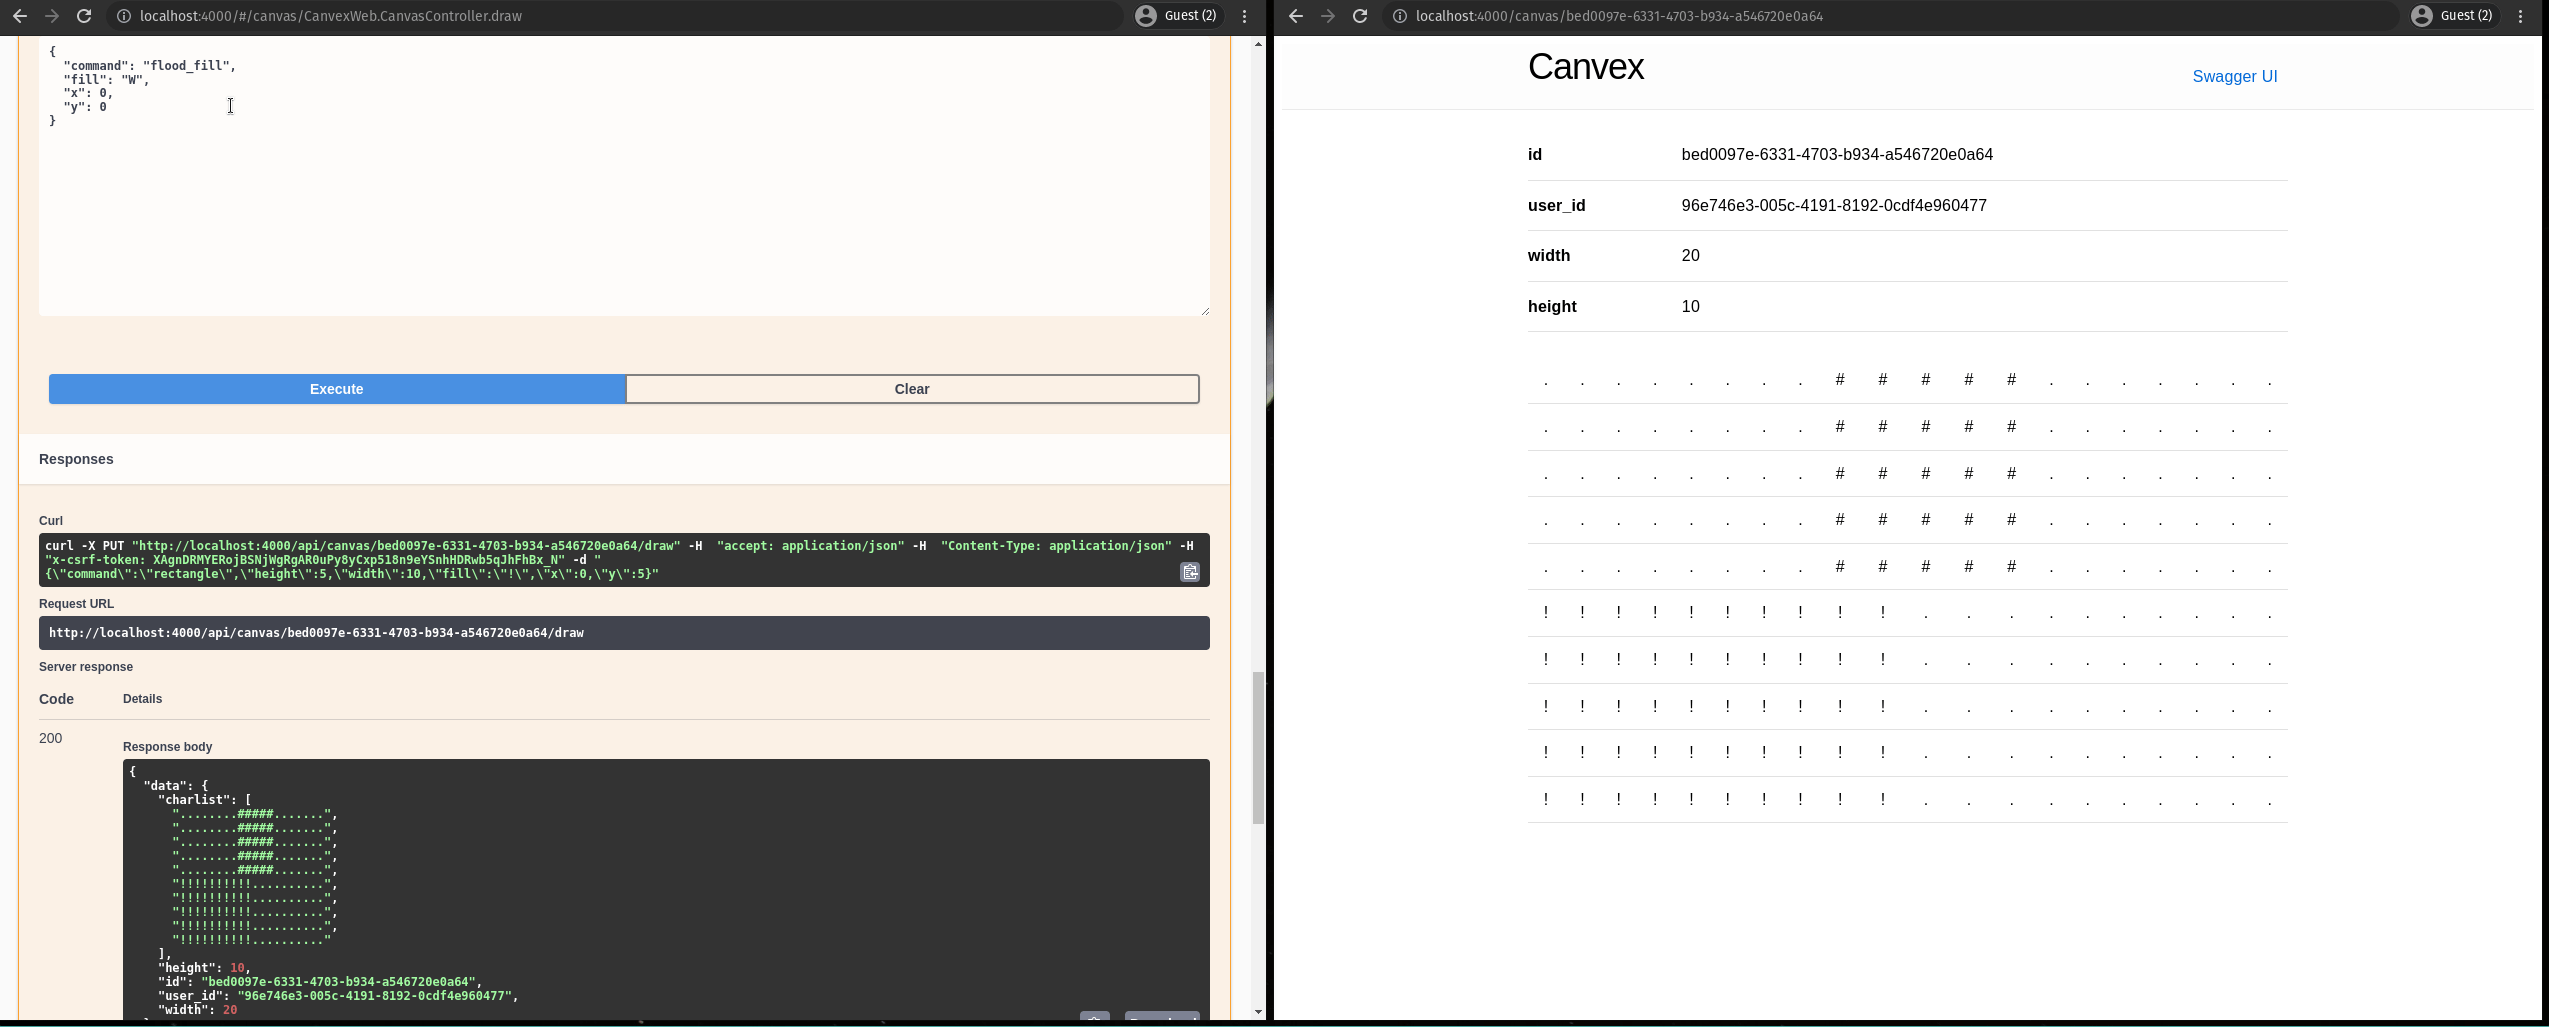 localhost:4000/#/canvas/CanvexWeb.CanvasController.draw
Guest (2)
{
  "command": "flood_fill",
  "fill": "W",
  "x": 0,
  "y": 0
}
Execute
Clear
Responses
Curl
curl -X PUT "http://localhost:4000/api/canvas/bed0097e-6331-4703-b934-a546720e0a64/draw" -H  "accept: application/json" -H  "Content-Type: application/json" -H
"x-csrf-token: XAgnDRMYERojBSNjWgRgAR0uPy8yCxp518n9eYSnhHDRwb5qJhFhBx_N" -d "
{\"command\":\"rectangle\",\"height\":5,\"width\":10,\"fill\":\"!\",\"x\":0,\"y\":5}"
Request URL
http://localhost:4000/api/canvas/bed0097e-6331-4703-b934-a546720e0a64/draw
Server response
Code
Details
200
Response body
{
  "data": {
    "charlist": [
      "........#####.......",
      "........#####.......",
      "........#####.......",
      "........#####.......",
      "........#####.......",
      "!!!!!!!!!!..........",
      "!!!!!!!!!!..........",
      "!!!!!!!!!!..........",
      "!!!!!!!!!!..........",
      "!!!!!!!!!!.........."
    ],
    "height": 10,
    "id": "bed0097e-6331-4703-b934-a546720e0a64",
    "user_id": "96e746e3-005c-4191-8192-0cdf4e960477",
    "width": 20
localhost:4000/canvas/bed0097e-6331-4703-b934-a546720e0a64
Guest (2)
Canvex
Swagger UI
id bed0097e-6331-4703-b934-a546720e0a64
user_id 96e746e3-005c-4191-8192-0cdf4e960477
width 20
height 10
. . . . . . . . # # # # # . . . . . . .
. . . . . . . . # # # # # . . . . . . .
. . . . . . . . # # # # # . . . . . . .
. . . . . . . . # # # # # . . . . . . .
. . . . . . . . # # # # # . . . . . . .
! ! ! ! ! ! ! ! ! ! . . . . . . . . . .
! ! ! ! ! ! ! ! ! ! . . . . . . . . . .
! ! ! ! ! ! ! ! ! ! . . . . . . . . . .
! ! ! ! ! ! ! ! ! ! . . . . . . . . . .
! ! ! ! ! ! ! ! ! ! . . . . . . . . . .